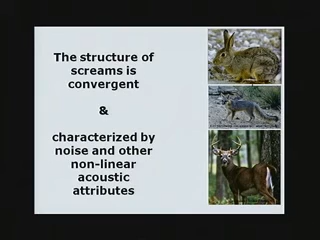 The structure of
screams is
convergent
&
characterized by
noise and other
non-linear
acoustic
attributes